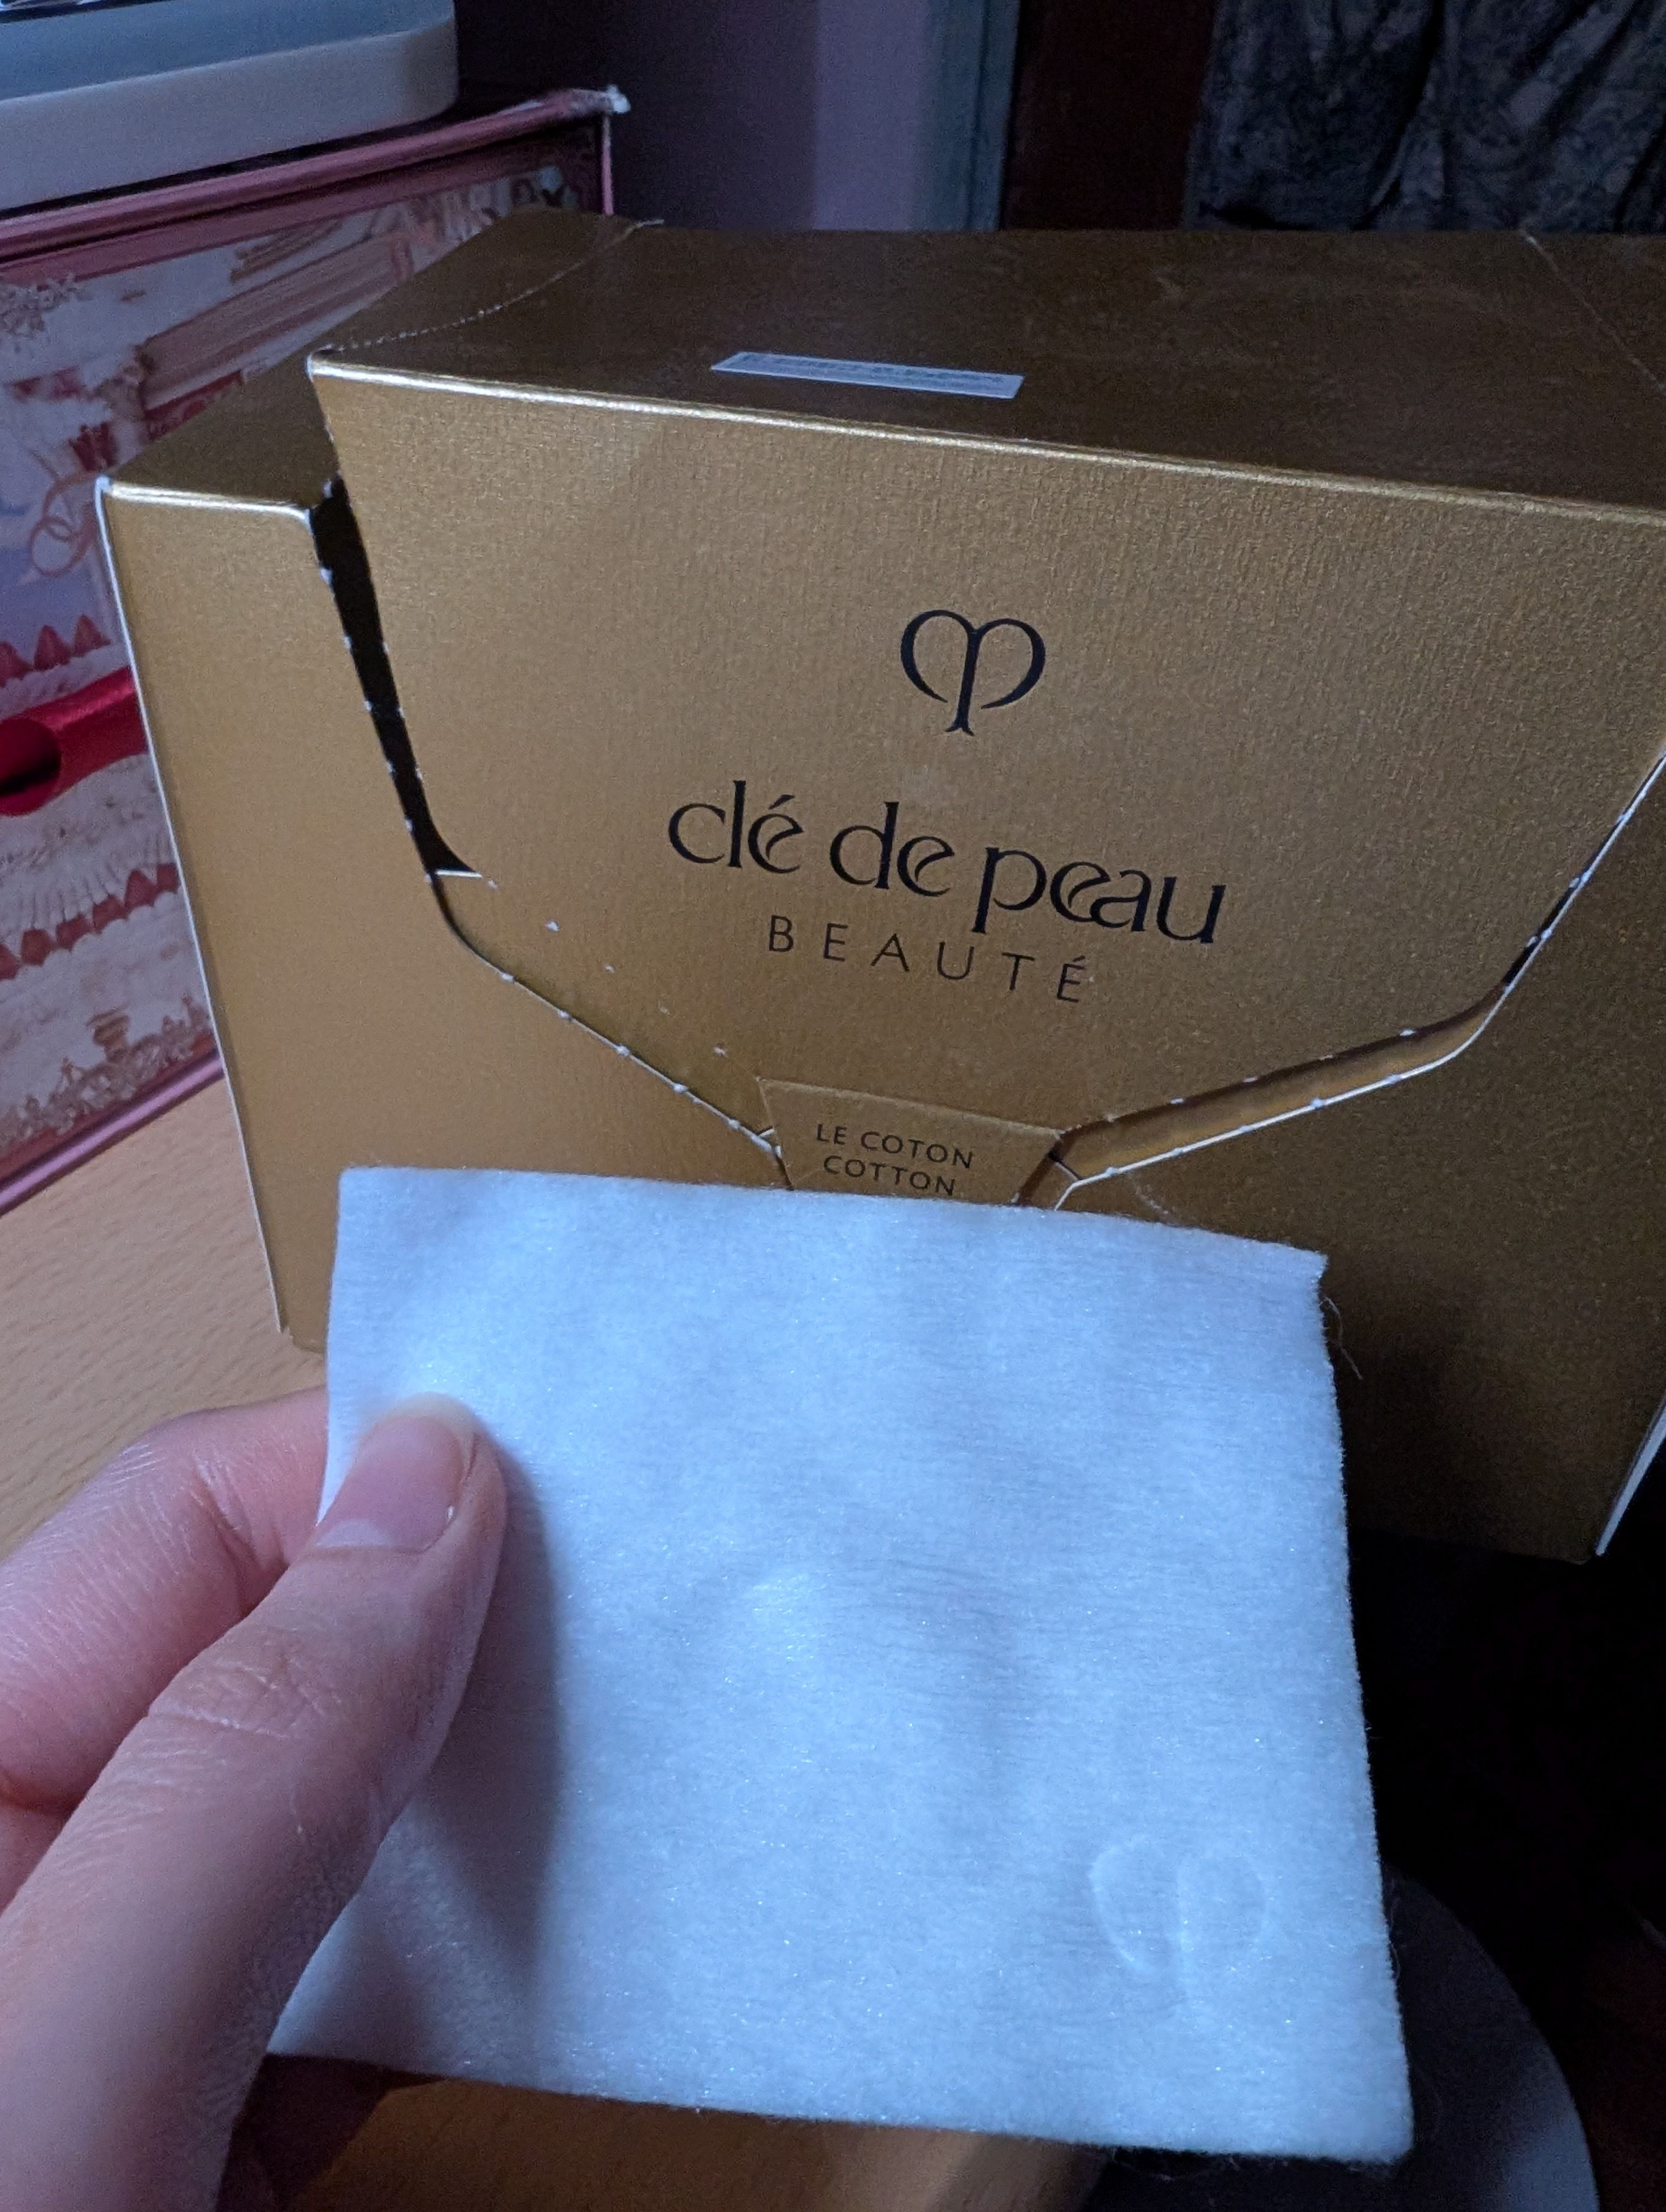 clé de peau
BEAUTÉ
LE COTON
COTTON